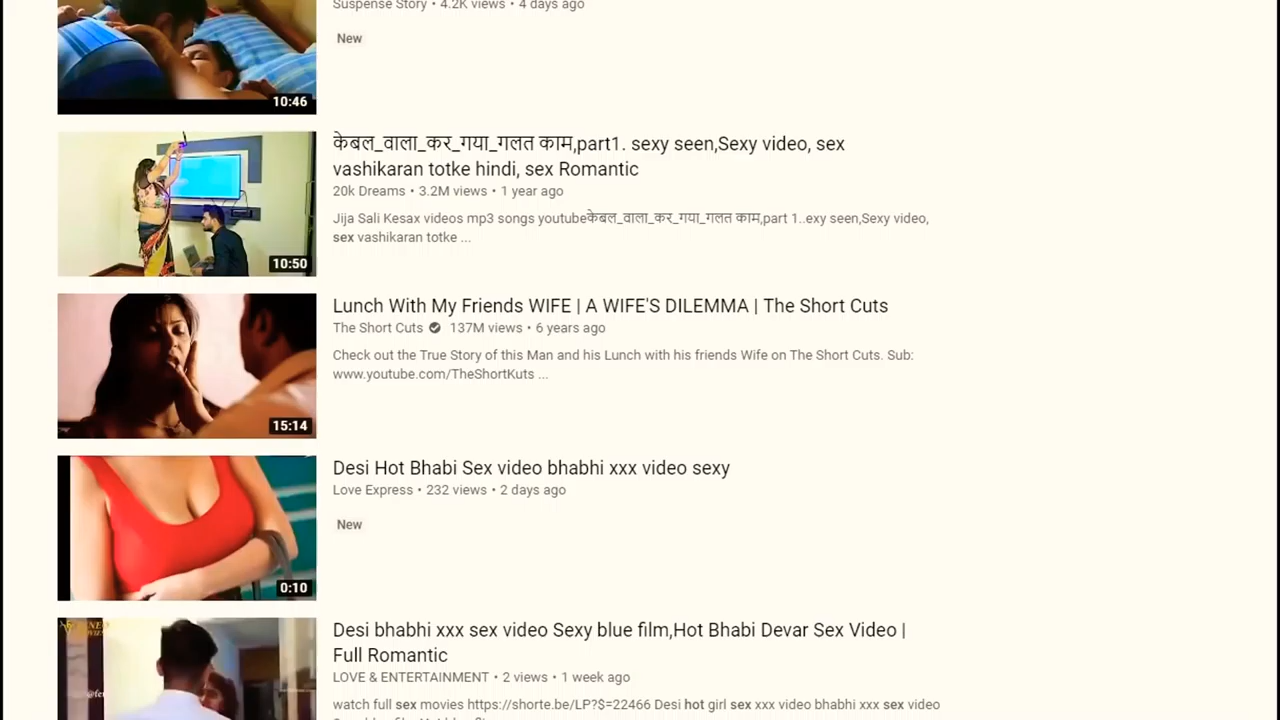 Suspense Story • 4.2K views • 4 days ago
New
10:46
केबल_वाला_कर_गया_गलत काम,part1. sexy seen,Sexy video, sex
vashikaran totke hindi, sex Romantic
20k Dreams • 3.2M views • 1 year ago
Jija Sali Kesax videos mp3 songs youtubeकेबल_वाला_कर_गया_गलत काम,part 1..exy seen,Sexy video,
sex vashikaran totke ...
10:50
Lunch With My Friends WIFE | A WIFE'S DILEMMA | The Short Cuts
The Short Cuts 137M views • 6 years ago
Check out the True Story of this Man and his Lunch with his friends Wife on The Short Cuts. Sub:
www.youtube.com/TheShortKuts ...
15:14
Desi Hot Bhabi Sex video bhabhi xxx video sexy
Love Express • 232 views • 2 days ago
New
0:10
Desi bhabhi xxx sex video Sexy blue film,Hot Bhabi Devar Sex Video |
Full Romantic
LOVE & ENTERTAINMENT • 2 views • 1 week ago
watch full sex movies https://shorte.be/LP?$=22466 Desi hot girl sex xxx video bhabhi xxx sex video